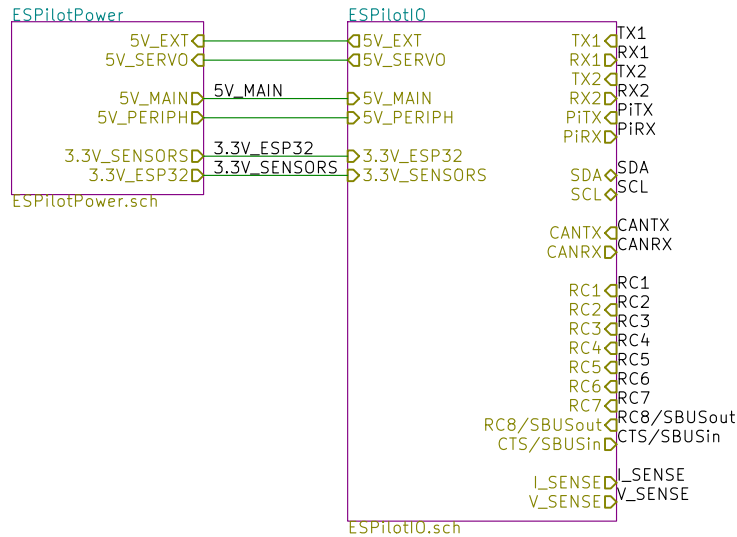 ESPilotPower
5V_EXT
5V_SERVO
5V_MAIN
5V_PERIPH
3.3V_SENSORS
3.3V_ESP32
ESPilotPower.sch
5V_MAIN
3.3V_ESP32
3.3V_SENSORS
ESPilotIO
5V_EXT
5V_SERVO
5V_MAIN
5V_PERIPH
3.3V_ESP32
3.3V_SENSORS
TX1 TX1
RX1 RX1
TX2 TX2
RX2 RX2
PiTX PiTX
PiRX PiRX
SDA SDA
SCL SCL
CANTX CANTX
CANRX CANRX
RC1 RC1
RC2 RC2
RC3 RC3
RC4 RC4
RC5 RC5
RC6 RC6
RC7 RC7
RC8/SBUSout RC8/SBUSout
CTS/SBUSin CTS/SBUSin
I_SENSE I_SENSE
V_SENSE V_SENSE
ESPilotIO.sch